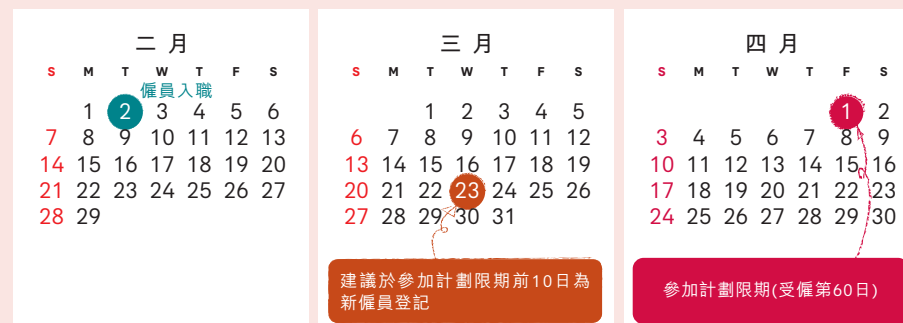 二月
S M T W T F S
僱員入職
1 2 3 4 5 6
7 8 9 10 11 12 13
14 15 16 17 18 19 20
21 22 23 24 25 26 27
28 29
三月
S M T W T F S
1 2 3 4 5
6 7 8 9 10 11 12
13 14 15 16 17 18 19
20 21 22 23 24 25 26
27 28 29 30 31
建議於參加計劃限期前10日為
新僱員登記
四月
S M T W T F S
1 2
3 4 5 6 7 8 9
10 11 12 13 14 15 16
17 18 19 20 21 22 23
24 25 26 27 28 29 30
參加計劃限期(受僱第60日)